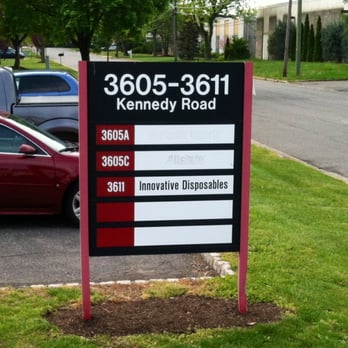 3605-3611
Kennedy Road
3605A
3605C
3611 Innovative Disposables